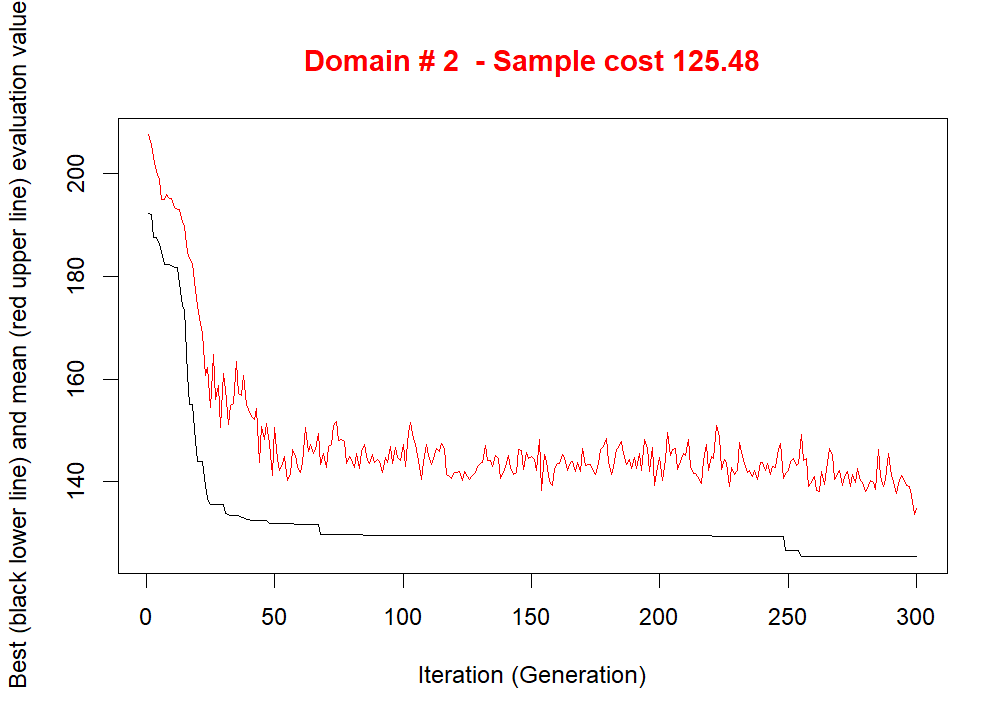 Domain # 2  - Sample cost 125.48
Best (black lower line) and mean (red upper line) evaluation value
200
180
160
140
0 50 100 150 200 250 300
Iteration (Generation)